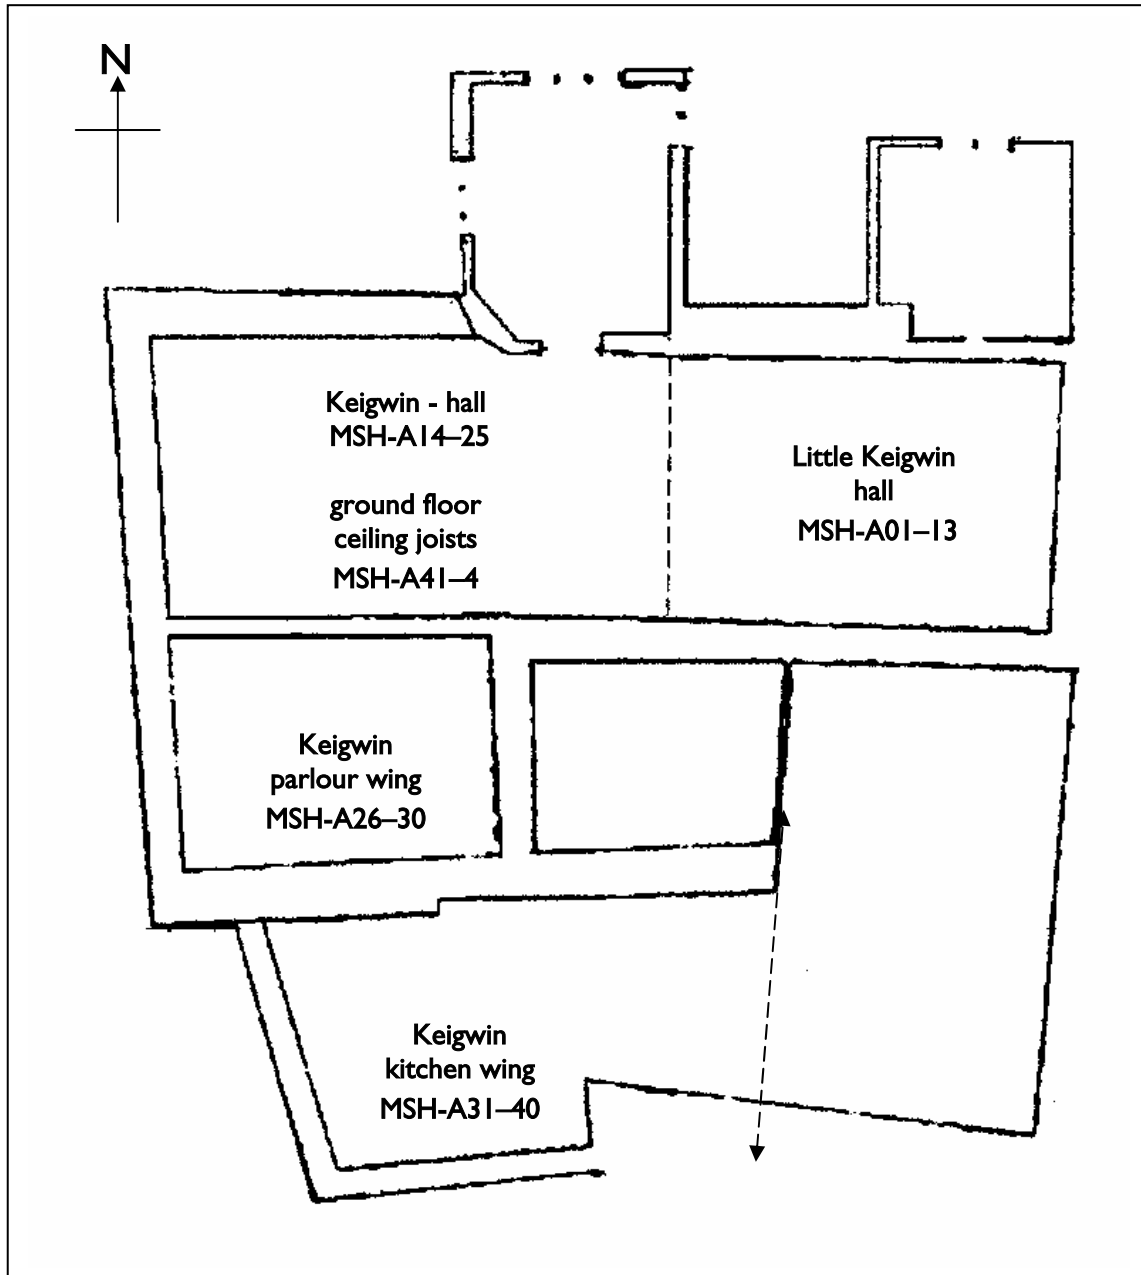 N
Keigwin - hall
MSH-A14–25
ground floor
ceiling joists
MSH-A41–4
Little Keigwin
hall
MSH-A01–13
Keigwin
parlour wing
MSH-A26–30
Keigwin
kitchen wing
MSH-A31–40